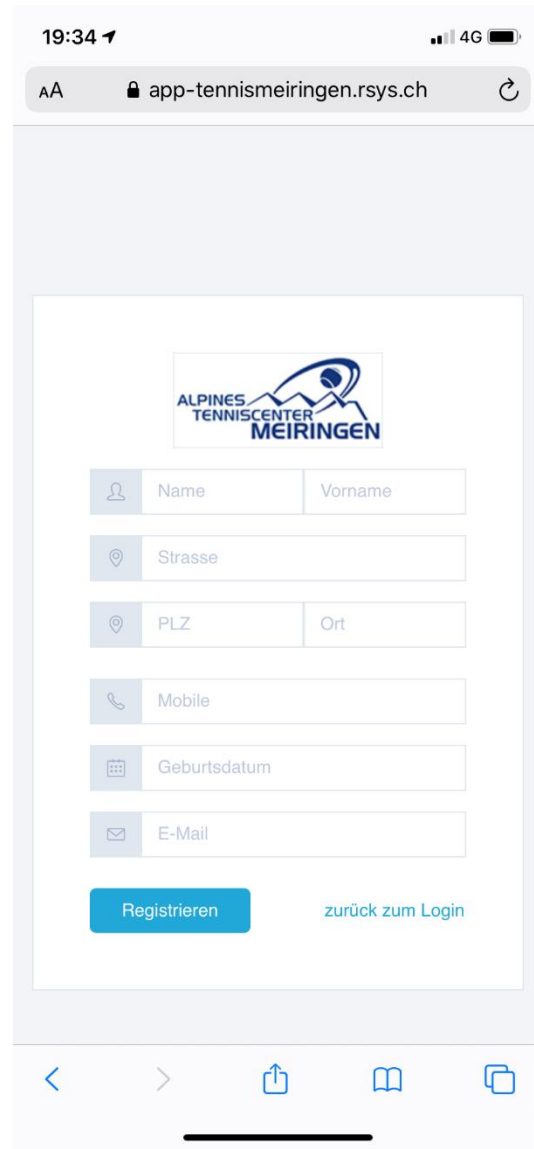 19:34 4G
AA app-tennismeiringen.rsys.ch
ALPINES
TENNISCENTER
MEIRINGEN
Name Vorname
Strasse
PLZ Ort
Mobile
Geburtsdatum
E-Mail
Registrieren zurück zum Login